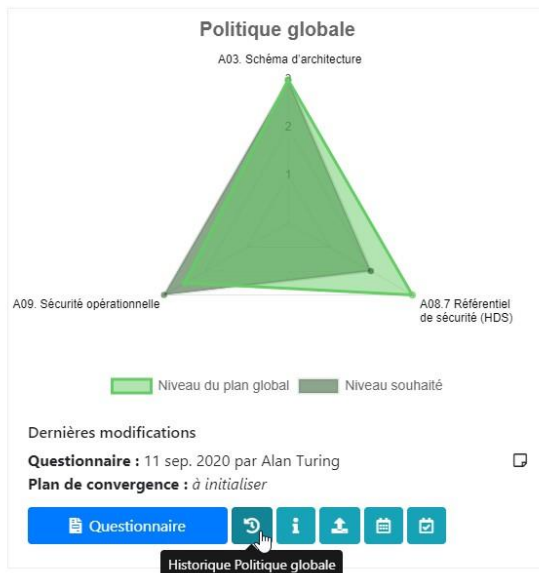 Politique globale
A03. Schéma d'architecture
3
2
1
A09. Sécurité opérationnelle
A08.7 Référentiel
de sécurité (HDS)
Niveau du plan global Niveau souhaité
Dernières modifications
Questionnaire : 11 sep. 2020 par Alan Turing
Plan de convergence : à initialiser
Questionnaire
Historique Politique globale